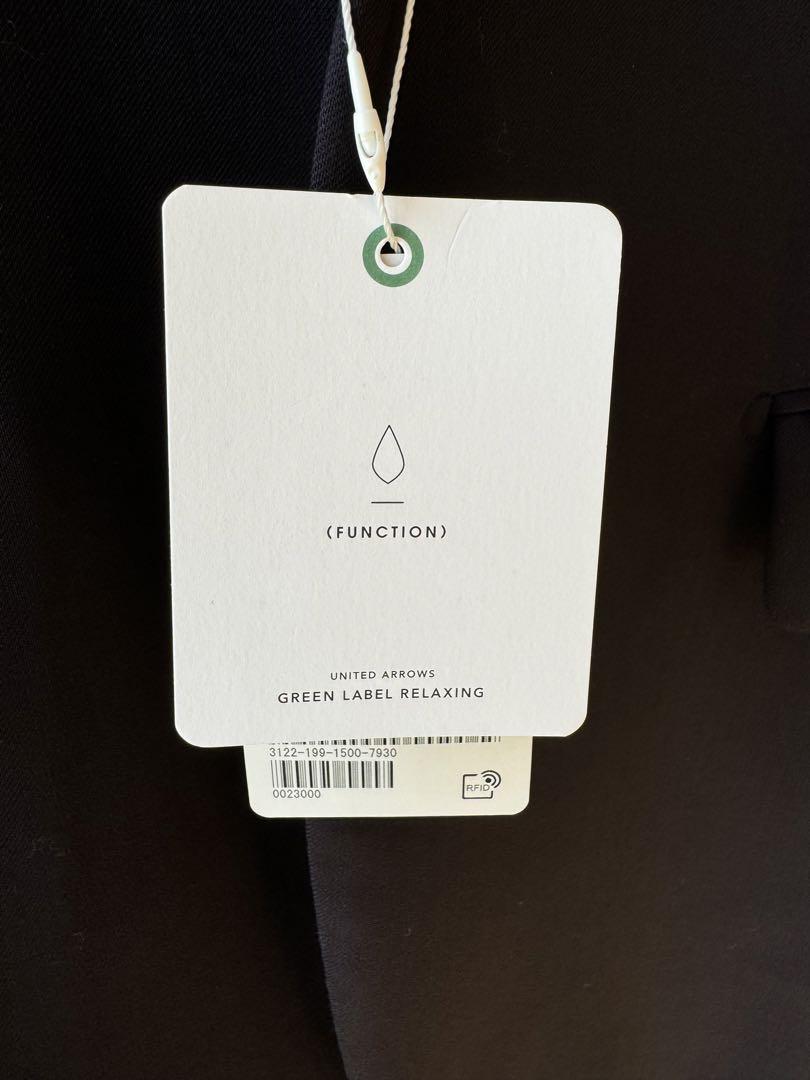 (FUNCTION)
UNITED ARROWS
GREEN LABEL RELAXING
3122-199-1500-7930
0023000
RFID